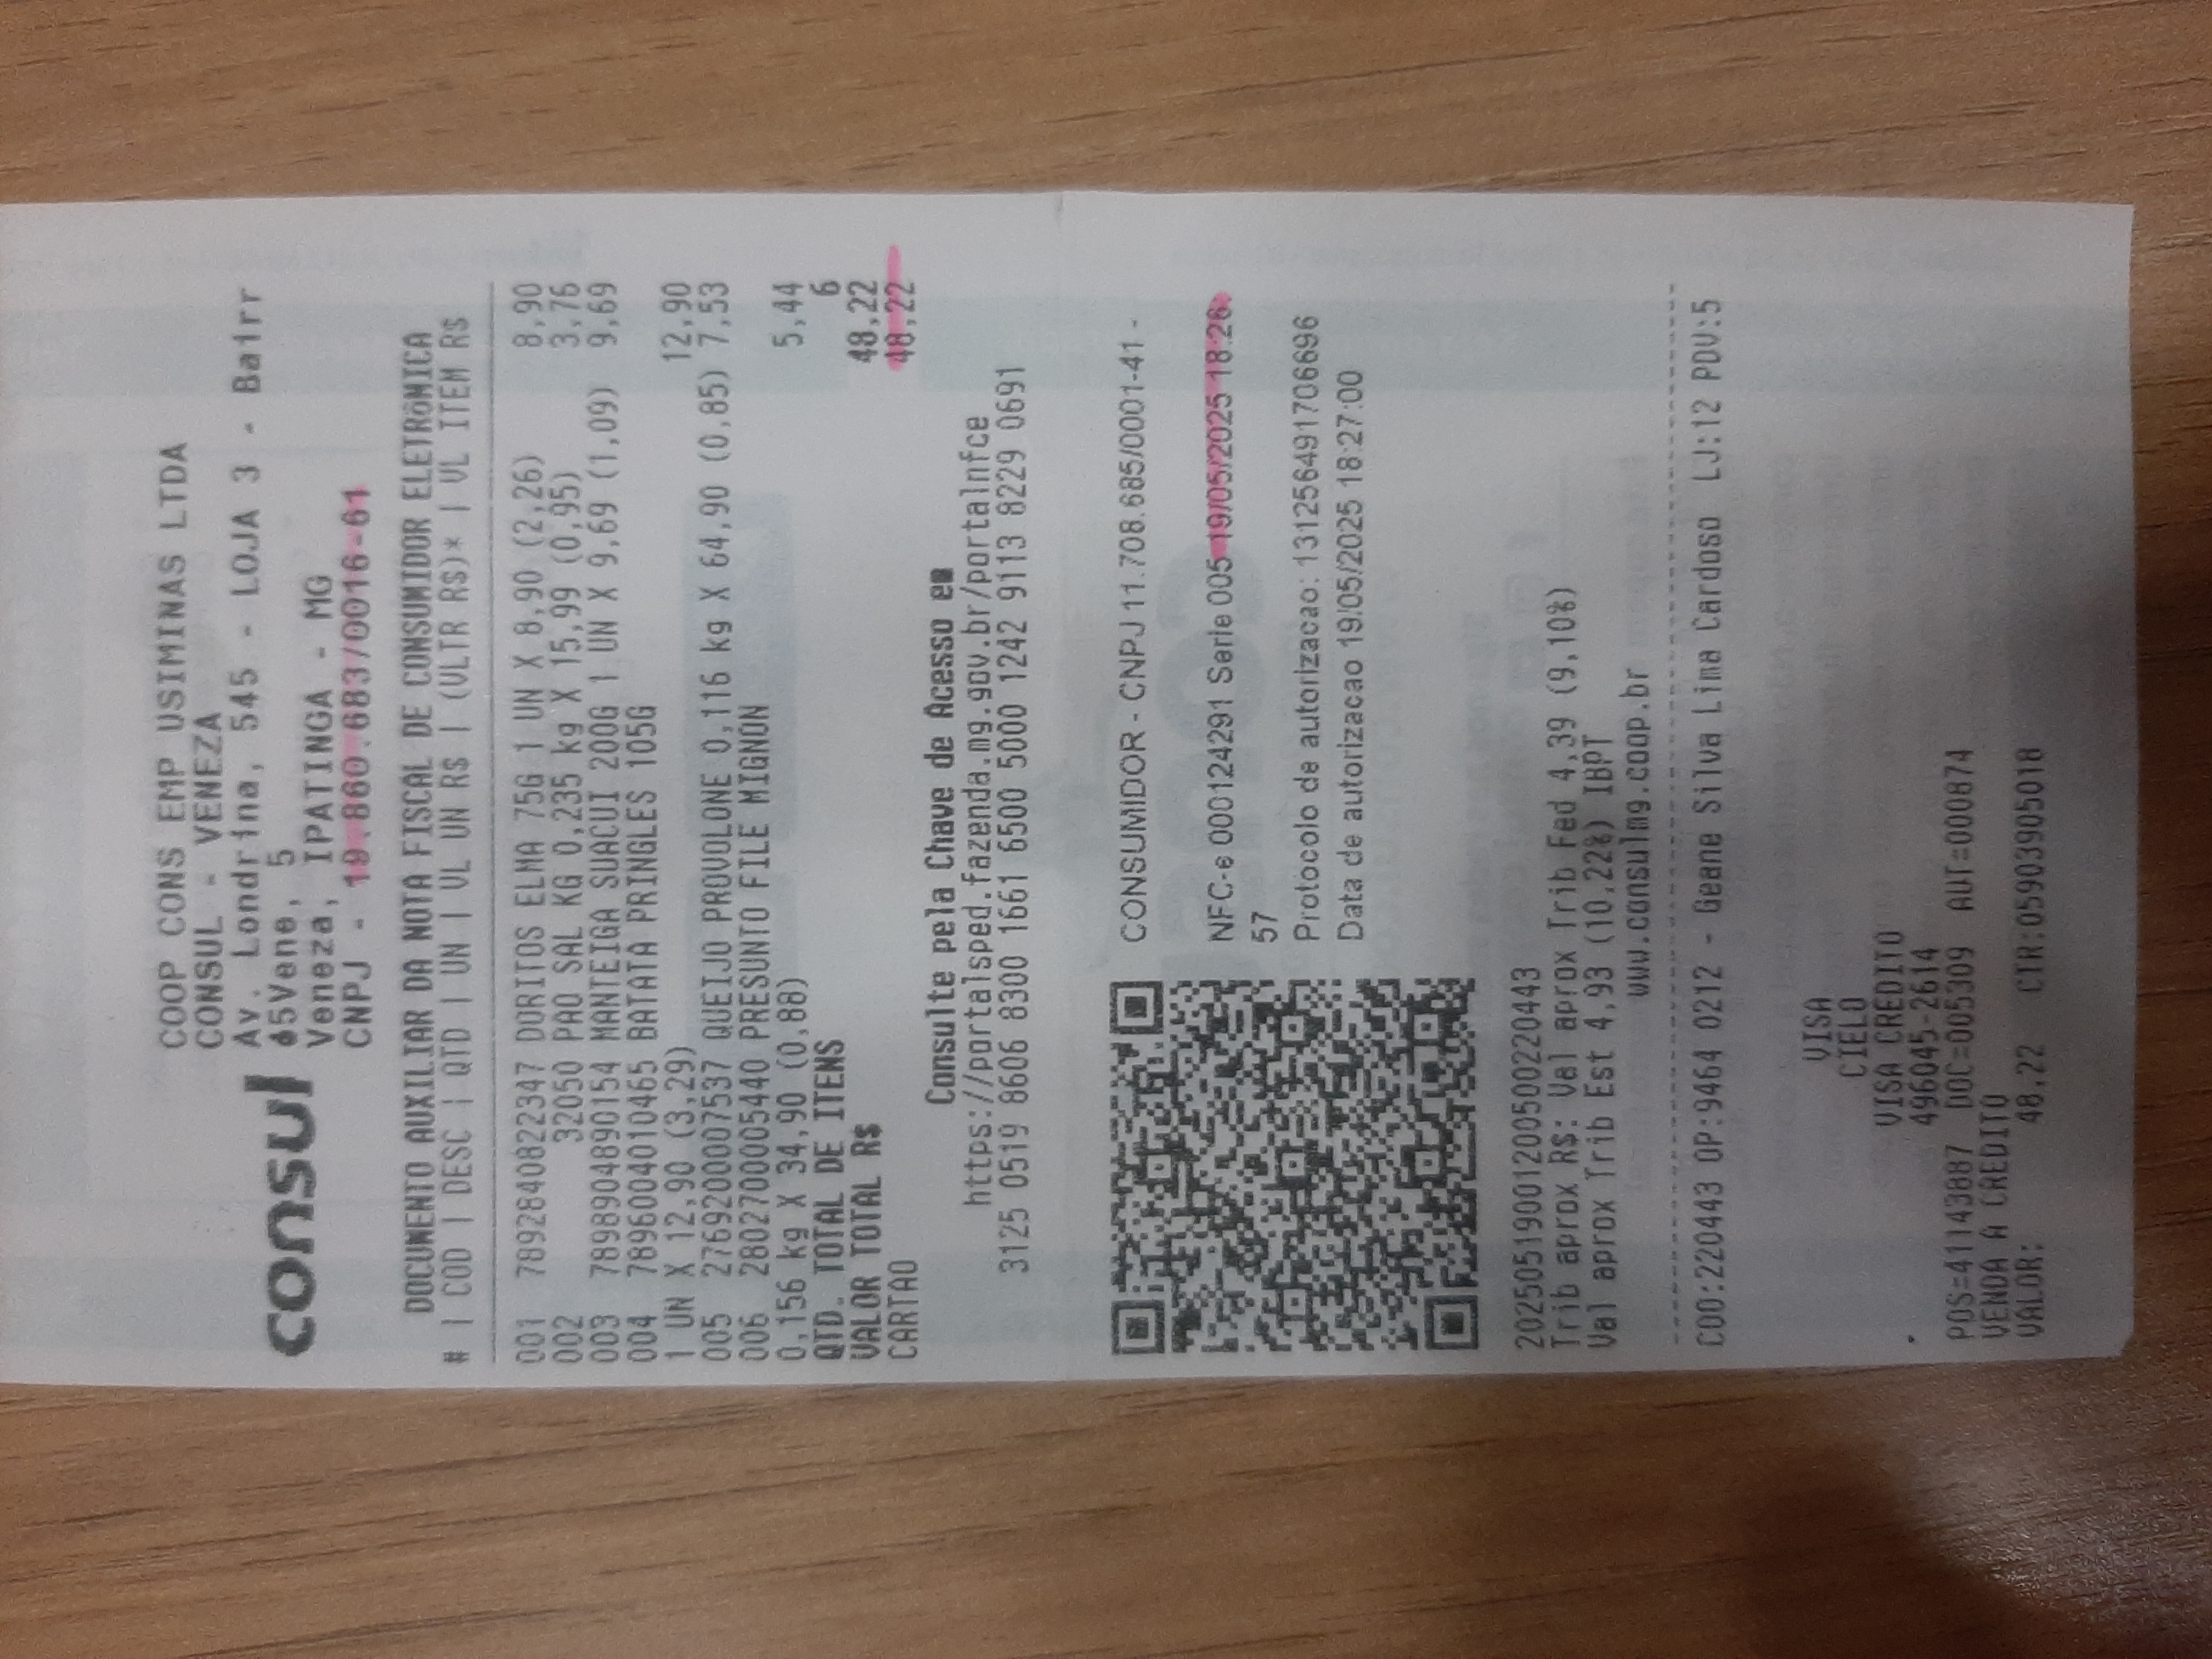 consul
COOP CONS EMP USIMINAS LTDA
CONSUL - VENEZA
Av. Londrina, 545 - LOJA 3 - Bairr
65Vene, 5
Veneza, IPATINGA - MG
CNPJ - 19.860.683/0016-61
DOCUMENTO AUXILIAR DA NOTA FISCAL DE CONSUMIDOR ELETRôMICA
# | COD | DESC | QTD | UN | VL UN R$ | (VLTR R$)* | VL ITEM R$
001 7892840822347 DORITOS ELMA 75G 1 UN X 8,90 (2,26) 8,90
002 32050 PAO SAL KG 0,235 kg X 15,99 (0,95) 3,76
003 7898904890154 MANTEIGA SUACUI 200G 1 UN X 9,69 (1,09) 9,69
004 7896004010465 BATATA PRINGLES 105G
1 UN X 12,90 (3,29) 12,90
005 2769200007537 QUEIJO PROVOLONE 0,116 kg X 64,90 (0,85) 7,53
006 2802700005440 PRESUNTO FILE MIGNON
0,156 kg X 34,90 (0,88) 5,44
QTD. TOTAL DE ITENS 6
VALOR TOTAL R$ 48,22
CARTAO 48,22
Consulte pela Chave de Acesso em
https://portalsped.fazenda.mg.gov.br/portalnfce
3125 0519 8606 8300 1661 6500 5000 1242 9113 8229 0691
CONSUMIDOR - CNPJ 11.708.685/0001-41 -
NFC-e 000124291 Serie 005 19/05/2025 18:26:
57
Protocolo de autorizacao: 131256491706696
Data de autorizacao 19/05/2025 18:27:00
20250519001200500220443
Trib aprox R$: Val aprox Trib Fed 4,39 (9,10%)
Val aprox Trib Est 4,93 (10,22%) IBPT
www.consulmg.coop.br
COO:220443 OP:9464 0212 - Geane Silva Lima Cardoso LJ:12 PDV:5
VISA
CIELO
VISA CREDITO
496045-2614
POS=41143887 DOC=005309 AUT=000874
VENDA A CREDITO
VALOR: 48,22 CTR:059039905018